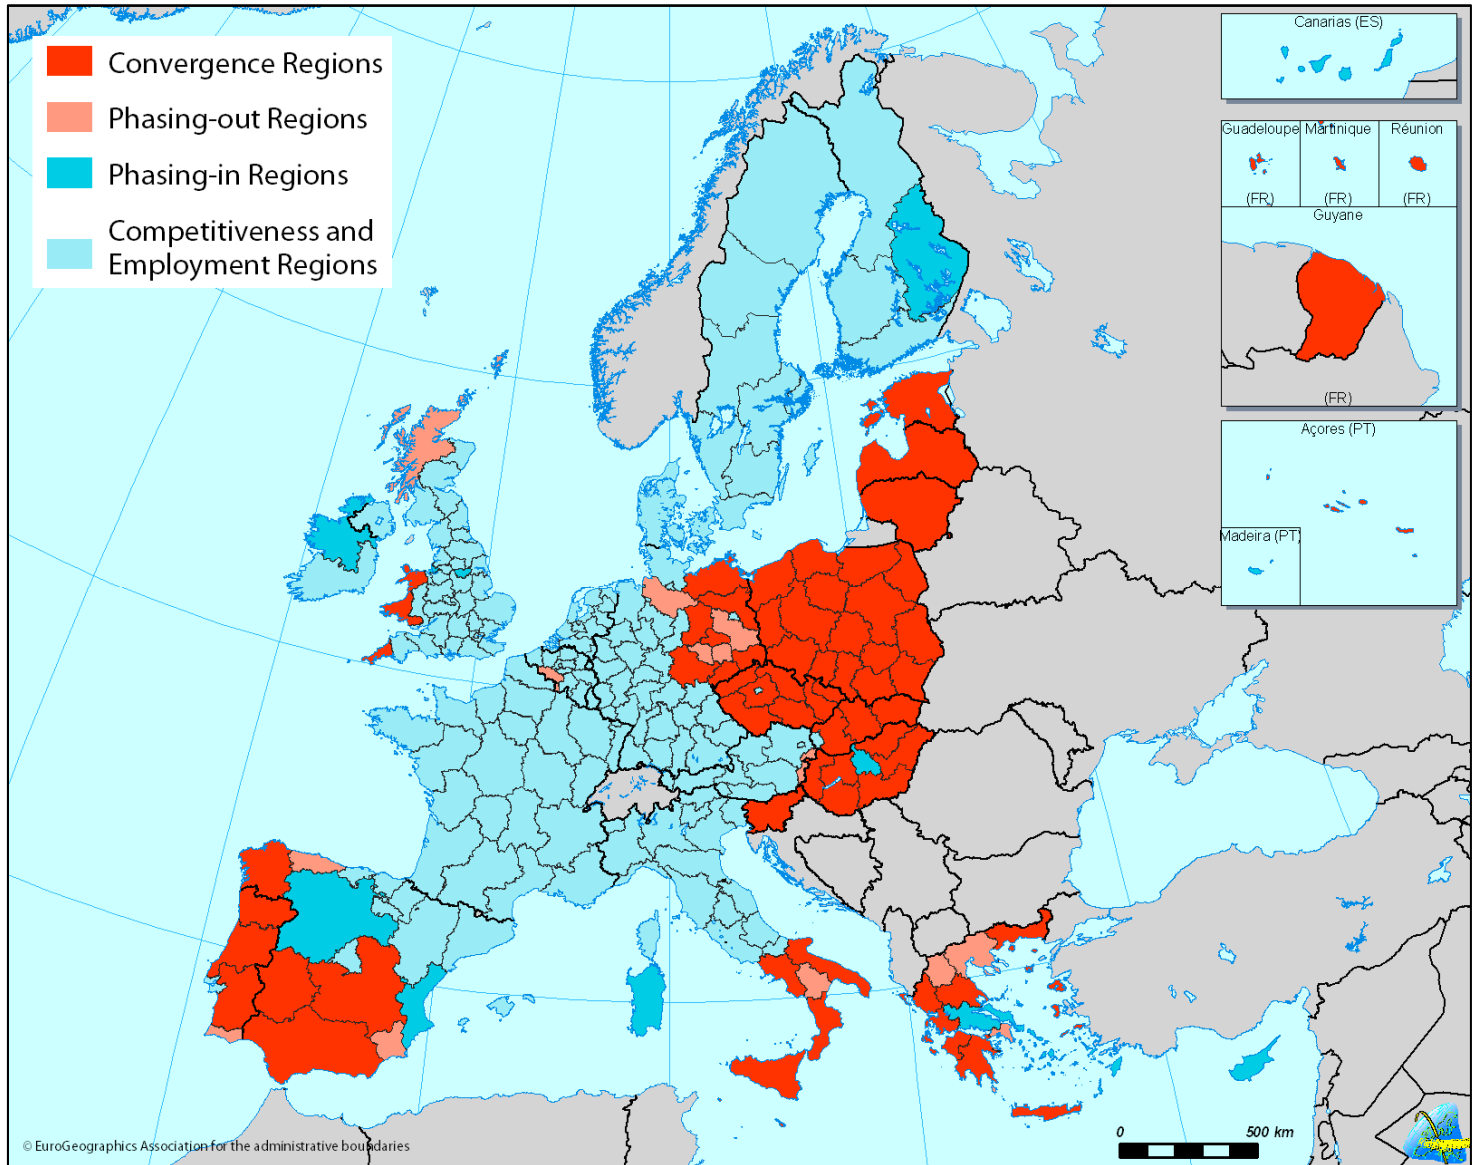 Convergence Regions
Phasing-out Regions
Phasing-in Regions
Competitiveness and
Employment Regions
Canarias (ES)
Guadeloupe
Martinique
Réunion
(FR)
(FR)
(FR)
Guyane
(FR)
Açores (PT)
Madeira (PT)
0
500 km
© EuroGeographics Association for the administrative boundaries